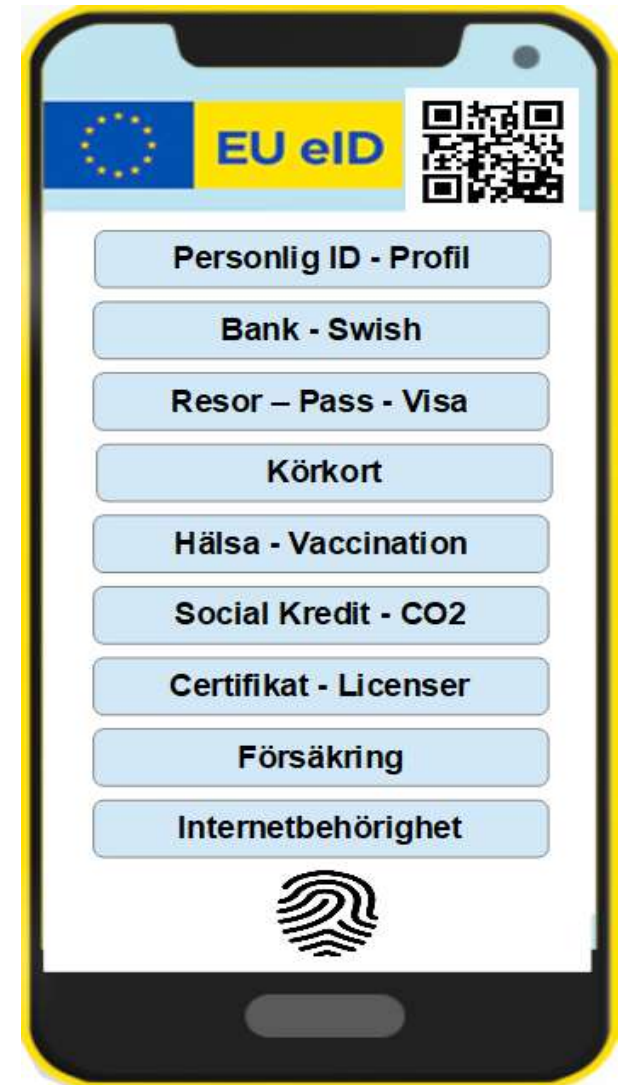 EU eID
Personlig ID - Profil
Bank - Swish
Resor – Pass - Visa
Körkort
Hälsa - Vaccination
Social Kredit - CO2
Certifikat - Licenser
Försäkring
Internetbehörighet